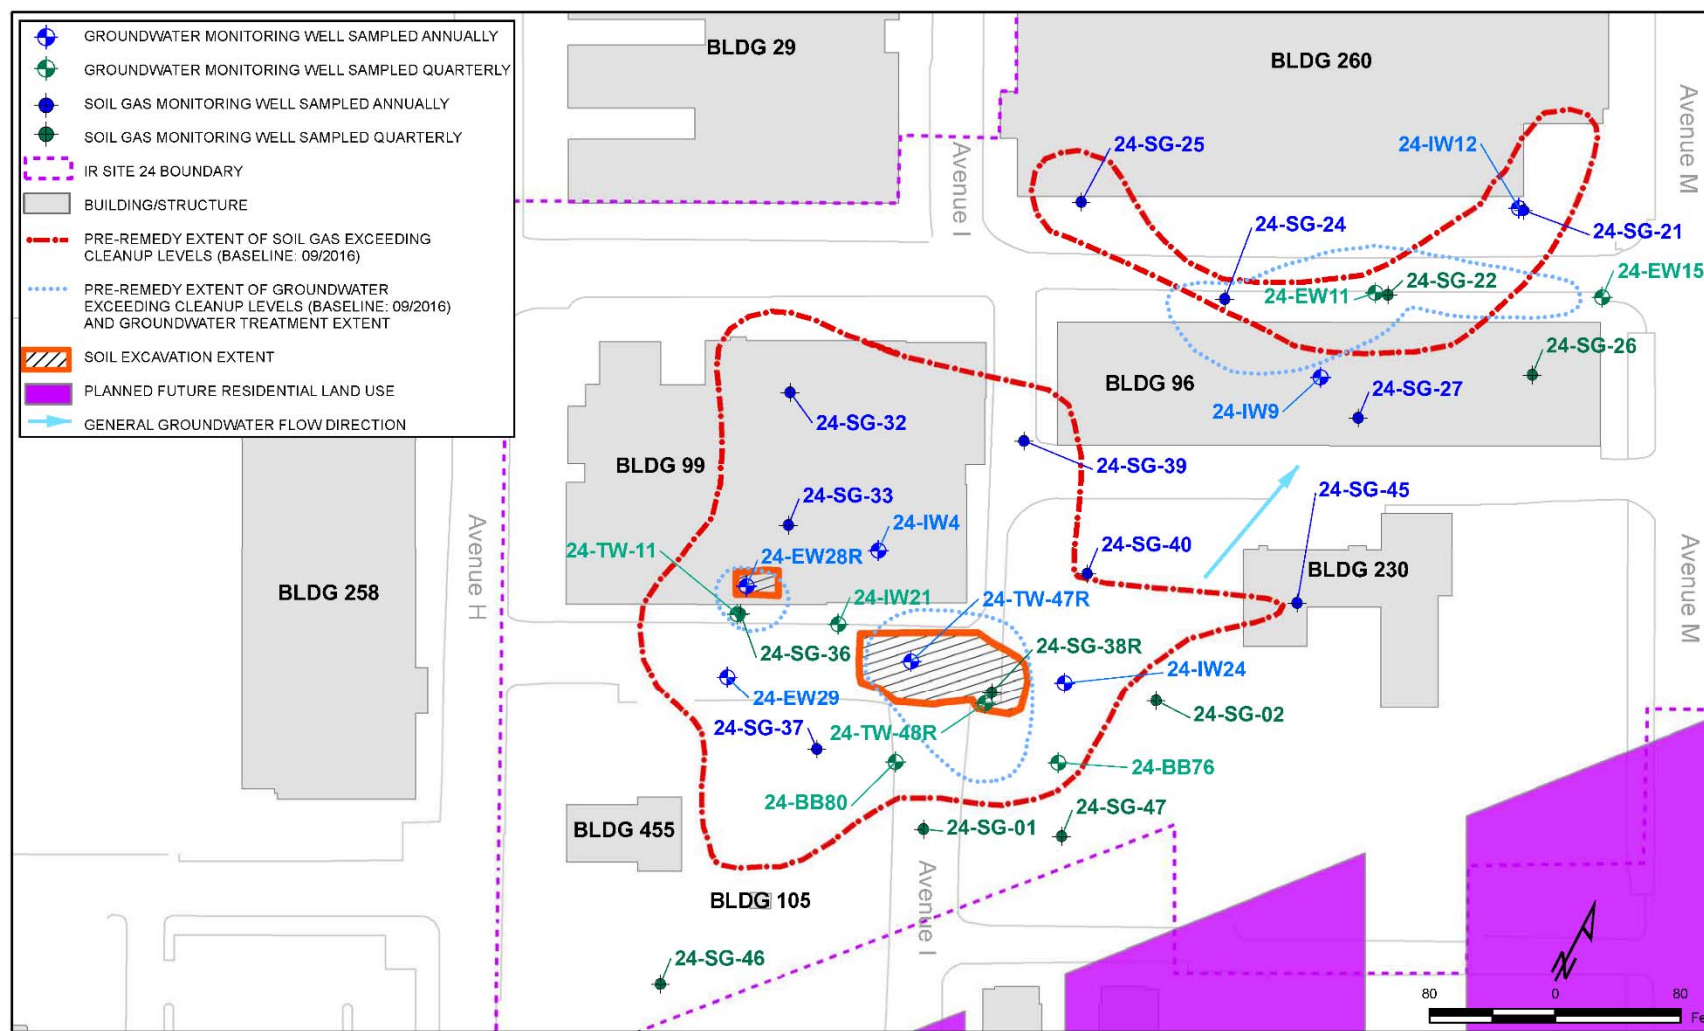 GROUNDWATER MONITORING WELL SAMPLED ANNUALLY
GROUNDWATER MONITORING WELL SAMPLED QUARTERLY
SOIL GAS MONITORING WELL SAMPLED ANNUALLY
SOIL GAS MONITORING WELL SAMPLED QUARTERLY
IR SITE 24 BOUNDARY
BUILDING/STRUCTURE
PRE-REMEDY EXTENT OF SOIL GAS EXCEEDING
CLEANUP LEVELS (BASELINE: 09/2016)
PRE-REMEDY EXTENT OF GROUNDWATER
EXCEEDING CLEANUP LEVELS (BASELINE: 09/2016)
AND GROUNDWATER TREATMENT EXTENT
SOIL EXCAVATION EXTENT
PLANNED FUTURE RESIDENTIAL LAND USE
GENERAL GROUNDWATER FLOW DIRECTION
BLDG 29
BLDG 260
Avenue M
Avenue I
24-SG-25
24-IW12
24-SG-24
24-SG-21
24-EW15
24-SG-22
24-EW11
24-SG-26
BLDG 96
24-IW9
24-SG-27
24-SG-32
24-SG-39
BLDG 99
24-SG-33
24-SG-45
24-IW4
Avenue H
24-TW-11
24-EW28R
24-SG-40
BLDG 230
Avenue M
BLDG 258
24-IW21
24-TW-47R
24-SG-36
24-SG-38R
24-IW24
24-EW29
24-SG-02
24-SG-37
24-TW-48R
24-BB76
24-BB80
BLDG 455
24-SG-01
24-SG-47
Avenue I
BLDG 105
24-SG-46
N
80
0
80
Fe